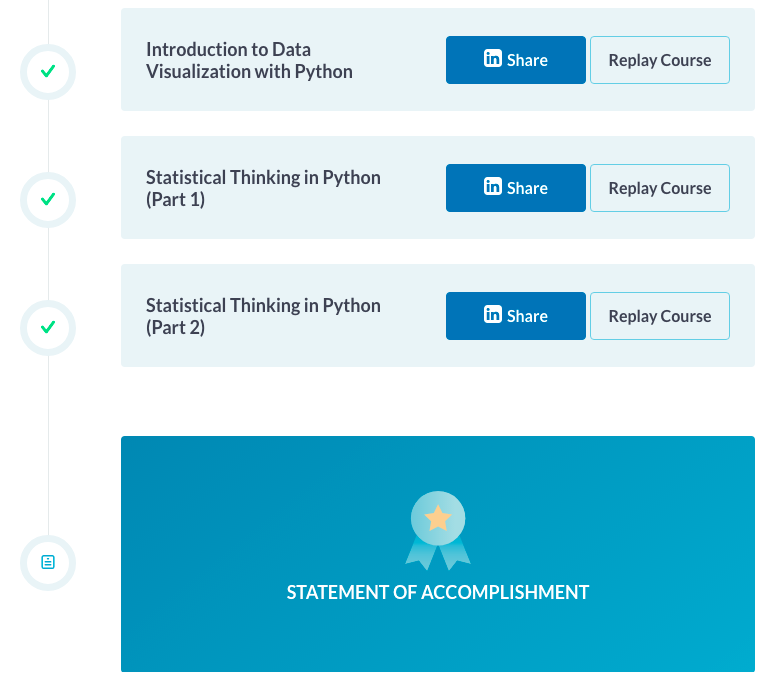 Introduction to Data
Visualization with Python
in Share
Replay Course
Statistical Thinking in Python
(Part 1)
in Share
Replay Course
Statistical Thinking in Python
(Part 2)
in Share
Replay Course
STATEMENT OF ACCOMPLISHMENT